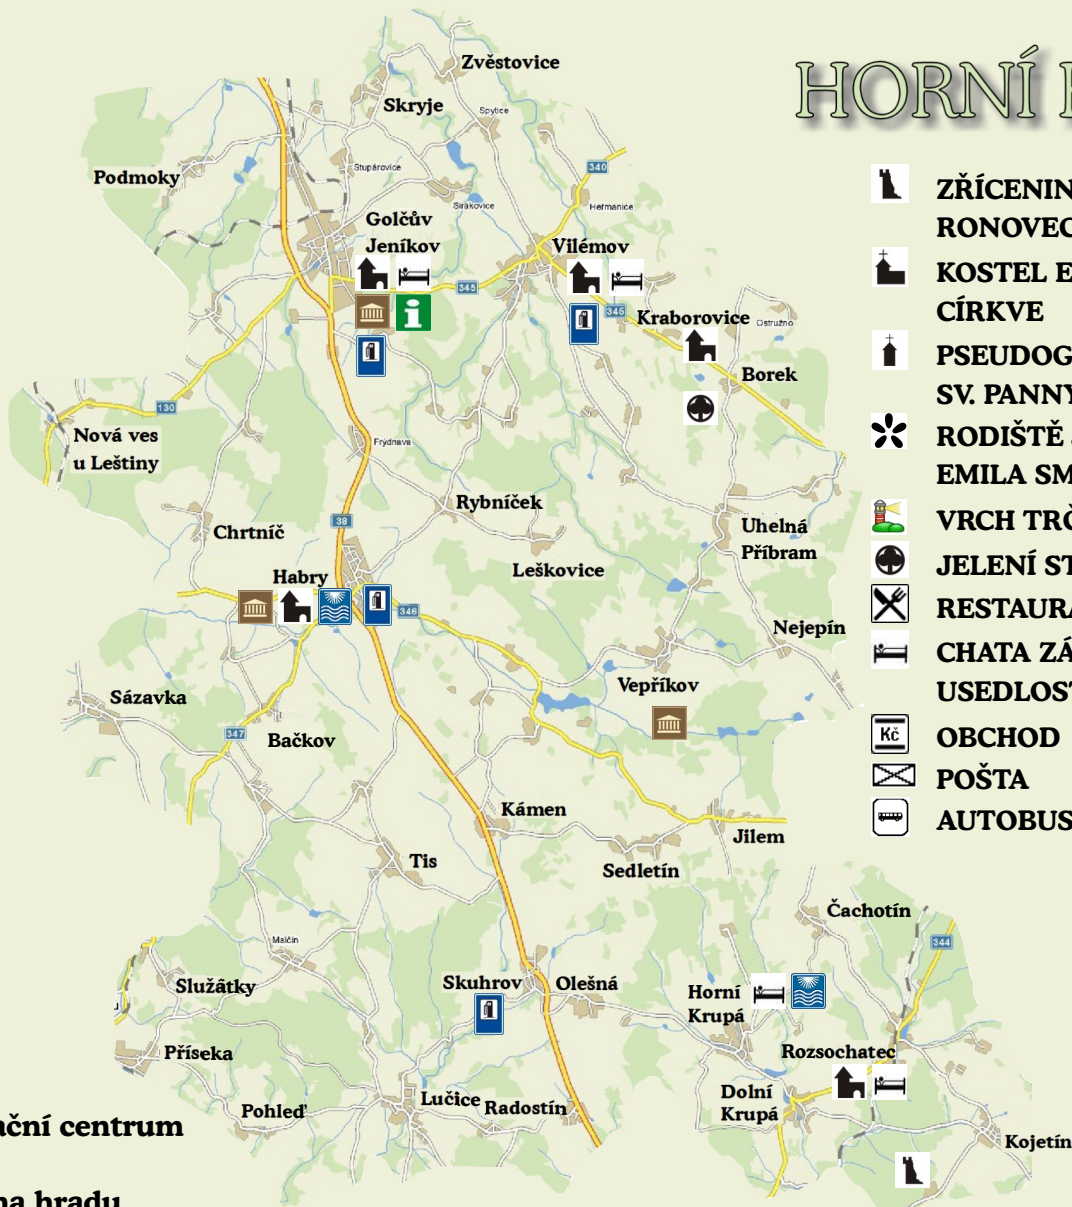 HORNÍ
Zvěstovice
Skryje
Spytice
340
Podmoky
Stupárovice
Sirákovice
Heřmanice
Golčův
Jeníkov
Vilémov
345
345
Kraborovice
Ostružno
Borek
130
Nová ves
u Leštiny
Frýdnava
Rybníček
38
Chrtníč
Uhelná
Příbram
Leškovice
Habry
346
Nejepín
Vepříkov
Sázavka
347
Bačkov
Kámen
Jilem
Tis
Sedletín
Čachotín
Malčín
344
Služátky
Skuhrov
Olešná
Horní
Krupá
Příseka
Rozsochatec
Dolní
Krupá
Lučice
Radostín
Pohleď
Kojetín
ZŘÍCENIN
RONOVEC
KOSTEL E
CÍRKVE
PSEUDOG
SV. PANNY
RODIŠTĚ
EMILA SM
VRCH TRČ
JELENÍ ST
RESTAURA
CHATA ZÁ
USEDLOST
Kč OBCHOD
POŠTA
AUTOBUS
ační centrum
na hradu